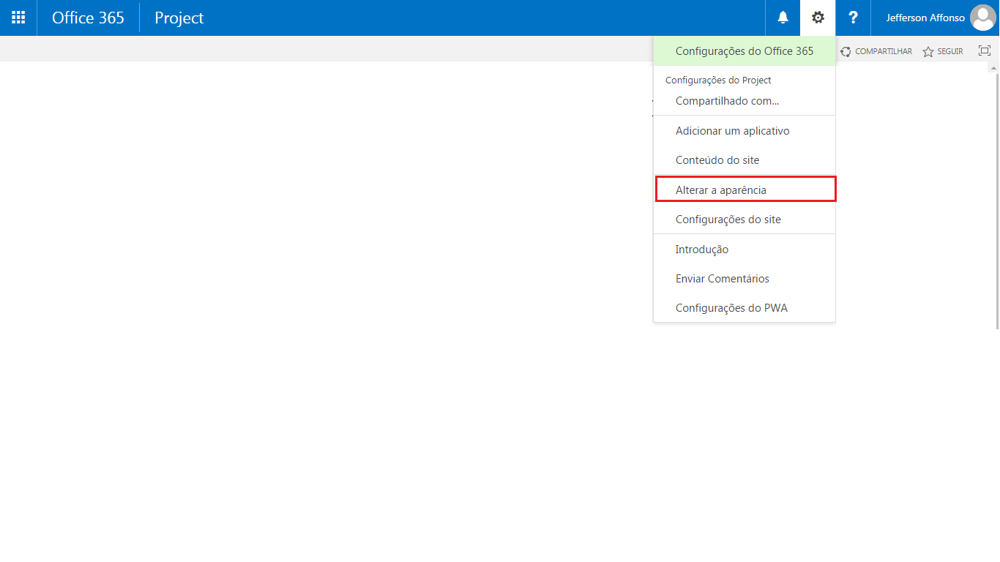 Office 365 Project ? Jefferson Affonso
Configurações do Office 365 COMPARTILHAR SEGUIR
Configurações do Project
Compartilhado com...
Adicionar um aplicativo
Conteúdo do site
Alterar a aparência
Configurações do site
Introdução
Enviar Comentários
Configurações do PWA